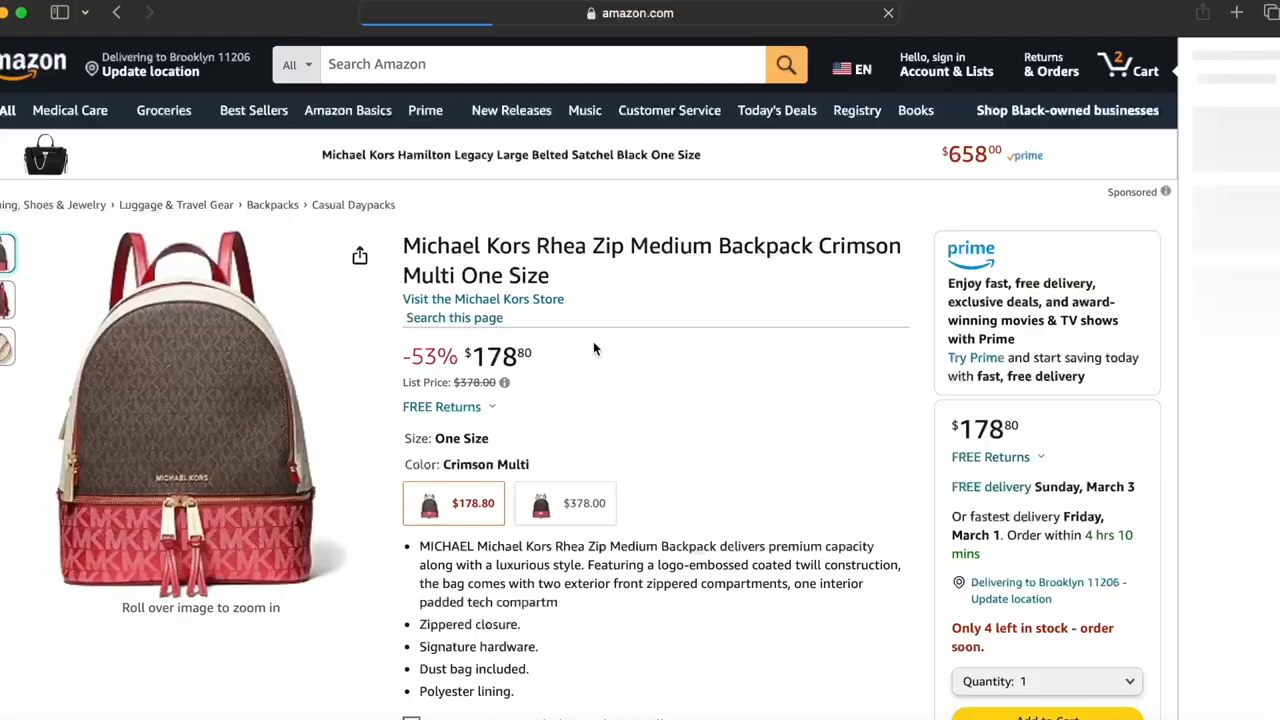 amazon.com
mazon
Delivering to Brooklyn 11206
Update location
All
Search Amazon
EN
Hello, sign in
Account & Lists
Returns
& Orders
2
Cart
All
Medical Care
Groceries
Best Sellers
Amazon Basics
Prime
New Releases
Music
Customer Service
Today's Deals
Registry
Books
Shop Black-owned businesses
Michael Kors Hamilton Legacy Large Belted Satchel Black One Size
$65800
prime
Sponsored
ing, Shoes & Jewelry › Luggage & Travel Gear › Backpacks › Casual Daypacks
MICHAEL KORS
Roll over image to zoom in
Michael Kors Rhea Zip Medium Backpack Crimson
Multi One Size
Visit the Michael Kors Store
Search this page
-53% $17880
List Price: $378.00
FREE Returns
Size: One Size
Color: Crimson Multi
$178.80
$378.00
• MICHAEL Michael Kors Rhea Zip Medium Backpack delivers premium capacity
along with a luxurious style. Featuring a logo-embossed coated twill construction,
the bag comes with two exterior front zippered compartments, one interior
padded tech compartm
• Zippered closure.
• Signature hardware.
• Dust bag included.
• Polyester lining.
prime
Enjoy fast, free delivery,
exclusive deals, and award-
winning movies & TV shows
with Prime
Try Prime and start saving today
with fast, free delivery
$17880
FREE Returns
FREE delivery Sunday, March 3
Or fastest delivery Friday,
March 1. Order within 4 hrs 10
mins
Delivering to Brooklyn 11206 -
Update location
Only 4 left in stock - order
soon.
Quantity: 1
Add to Cart